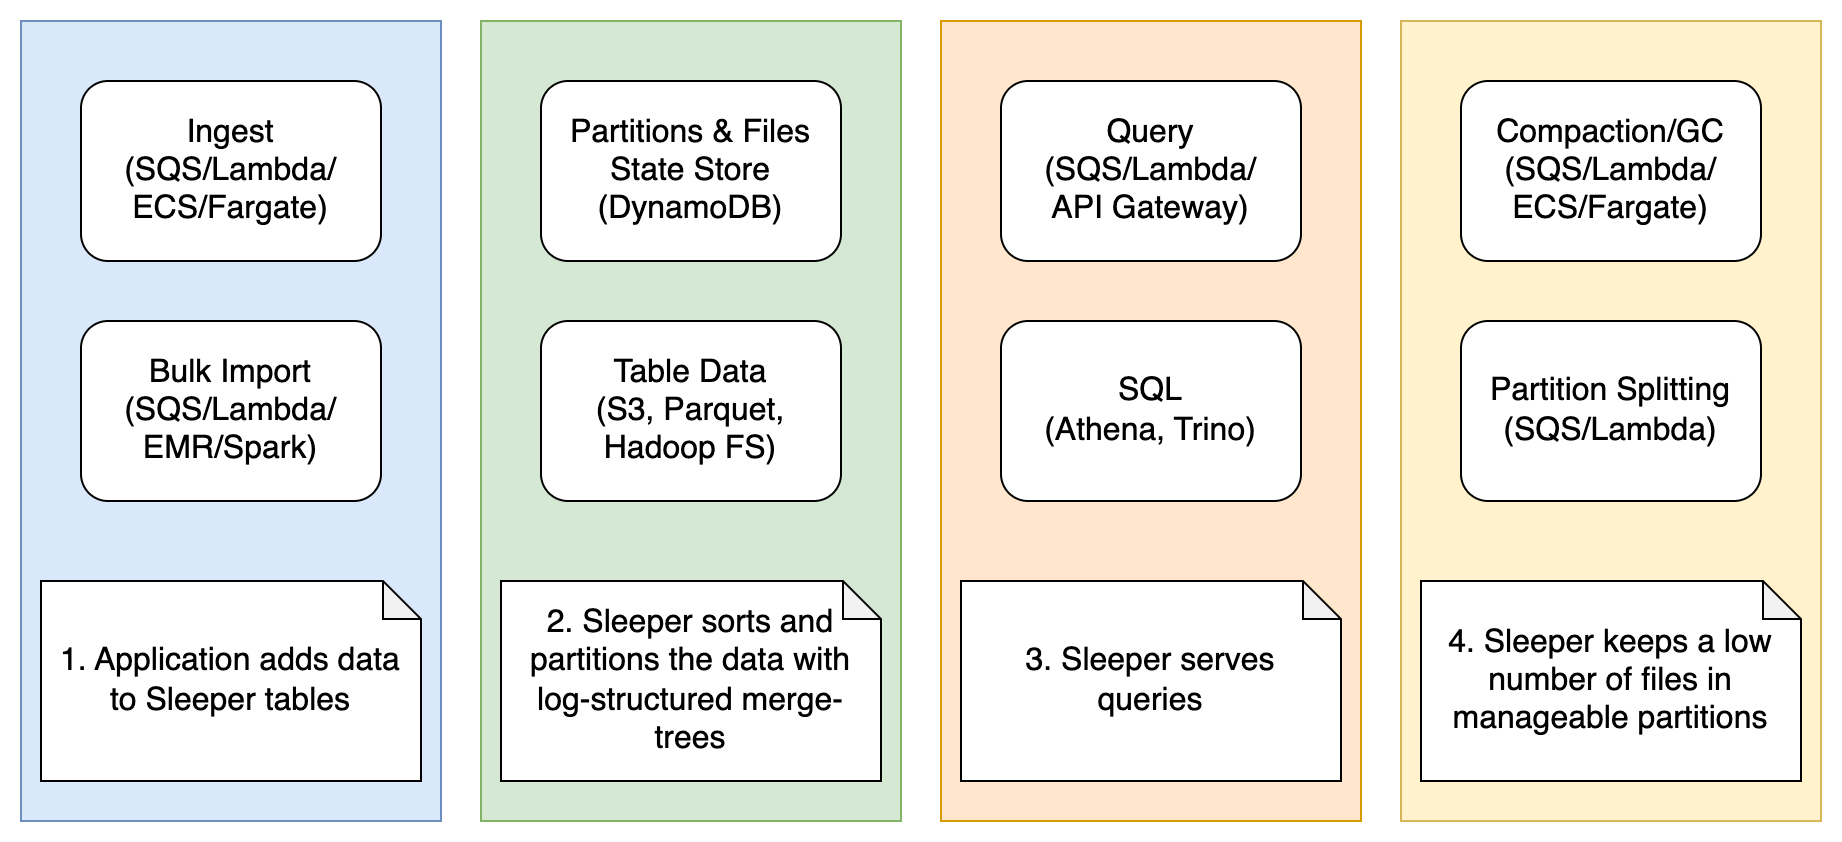 Ingest
(SQS/Lambda/
ECS/Fargate)
Bulk Import
(SQS/Lambda/
EMR/Spark)
1. Application adds data
to Sleeper tables
Partitions & Files
State Store
(DynamoDB)
Table Data
(S3, Parquet,
Hadoop FS)
2. Sleeper sorts and
partitions the data with
log-structured merge-
trees
Query
(SQS/Lambda/
API Gateway)
SQL
(Athena, Trino)
3. Sleeper serves
queries
Compaction/GC
(SQS/Lambda/
ECS/Fargate)
Partition Splitting
(SQS/Lambda)
4. Sleeper keeps a low
number of files in
manageable partitions